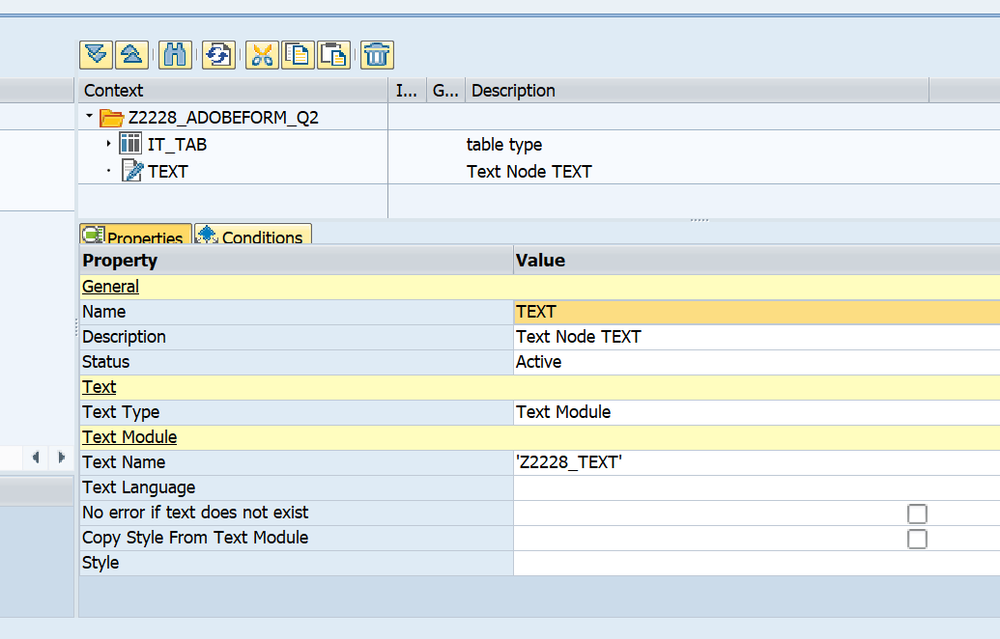 Context I... G... Description
Z2228_ADOBEFORM_Q2
IT_TAB table type
TEXT Text Node TEXT
Properties Conditions
Property Value
General
Name TEXT
Description Text Node TEXT
Status Active
Text
Text Type Text Module
Text Module
Text Name 'Z2228_TEXT'
Text Language
No error if text does not exist
Copy Style From Text Module
Style